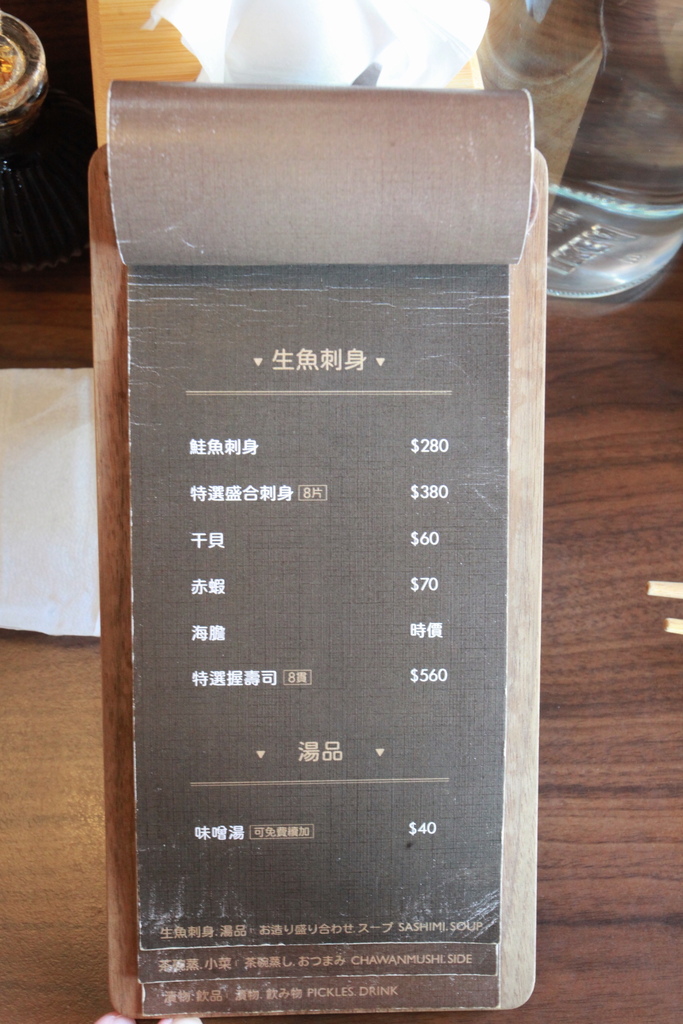 ▼ 生魚刺身 ▼
鮭魚刺身 $280
特選盛合刺身 8片 $380
干貝 $60
赤蝦 $70
海膽 時價
特選握壽司 8貫 $560
▼ 湯品 ▼
味噌湯 可免費續加 $40
生魚刺身.湯品 お造り盛り合わせ.スープ SASHIMI.SOUP
茶碗蒸.小菜 茶碗蒸し.おつまみ CHAWANMUSHI.SIDE
漬物.飲品 漬物.飲み物 PICKLES.DRINK